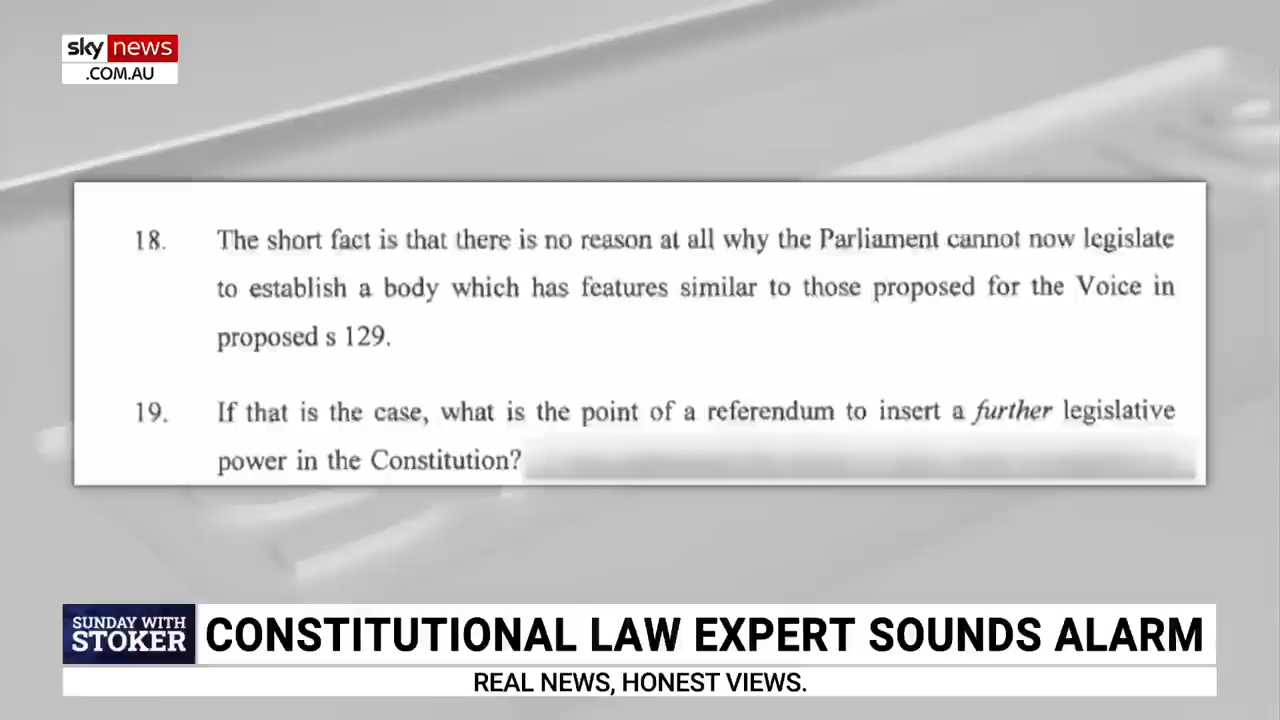 sky news
.COM.AU
18. The short fact is that there is no reason at all why the Parliament cannot now legislate
to establish a body which has features similar to those proposed for the Voice in
proposed s 129.
19. If that is the case, what is the point of a referendum to insert a further legislative
power in the Constitution?
SUNDAY WITH
STOKER
CONSTITUTIONAL LAW EXPERT SOUNDS ALARM
REAL NEWS, HONEST VIEWS.